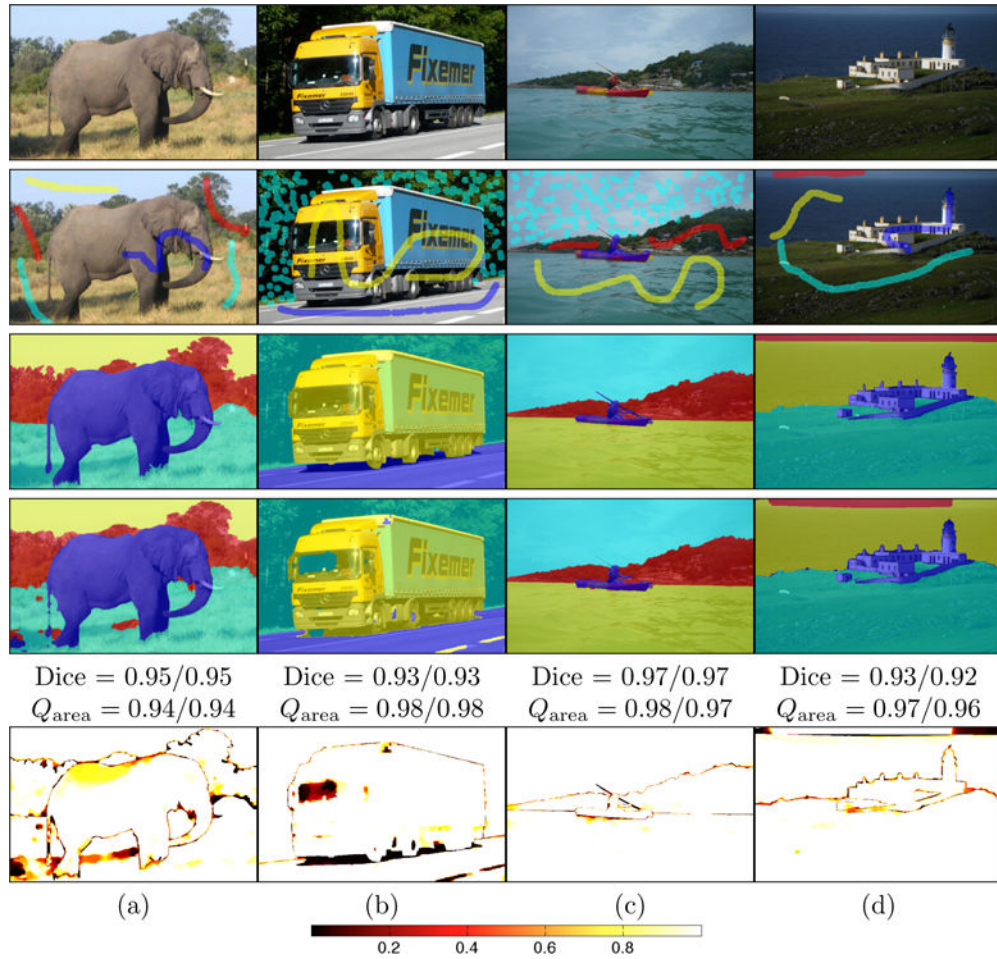 Fixemer
Fixemer
Fixemer
Fixemer
Dice = 0.95/0.95
Q_area = 0.94/0.94
Dice = 0.93/0.93
Q_area = 0.98/0.98
Dice = 0.97/0.97
Q_area = 0.98/0.97
Dice = 0.93/0.92
Q_area = 0.97/0.96
(a)
(b)
(c)
(d)
0.2 0.4 0.6 0.8